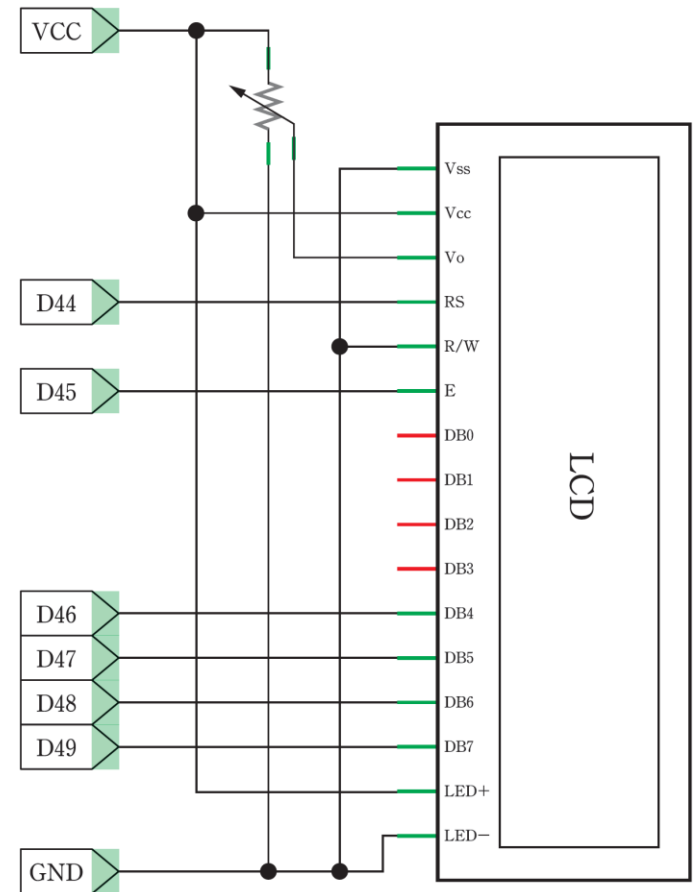 VCC
Vss
Vcc
Vo
D44
RS
R/W
D45
E
DB0
DB1
DB2
DB3
LCD
D46
DB4
D47
DB5
D48
DB6
D49
DB7
LED+
LED−
GND